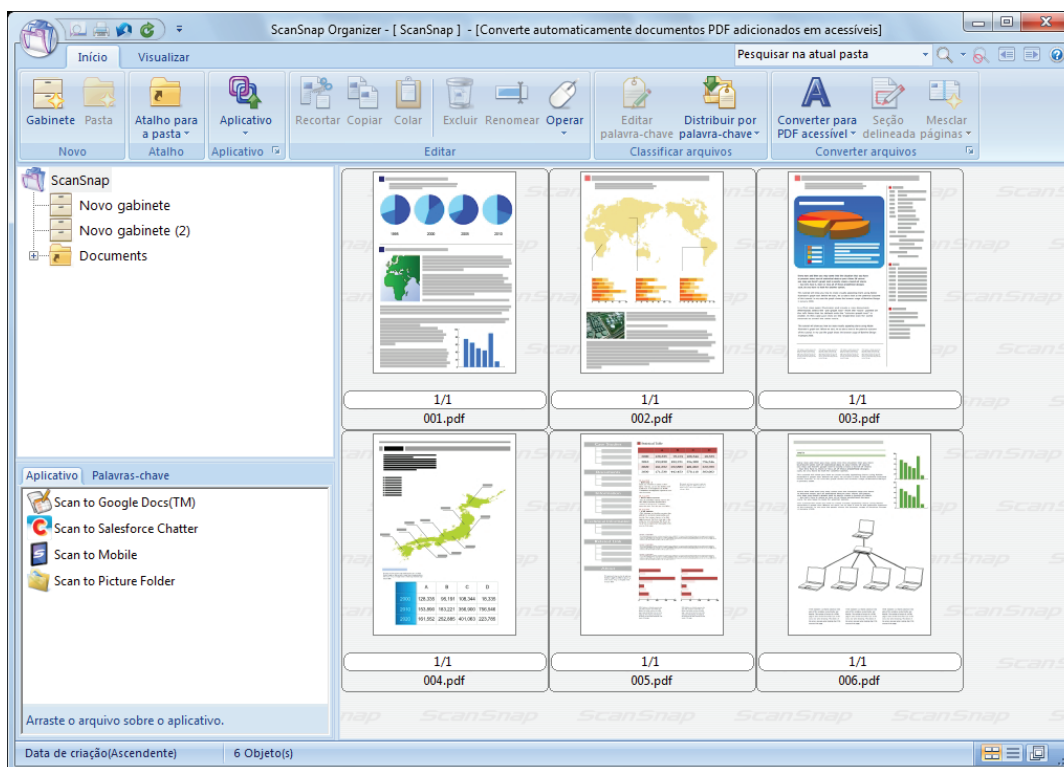 ScanSnap Organizer - [ ScanSnap ] - [Converte automaticamente documentos PDF adicionados em acessíveis]
Início Visualizar
Pesquisar na atual pasta
Gabinete Pasta Atalho para a pasta Aplicativo Recortar Copiar Colar Excluir Renomear Operar Editar palavra-chave Distribuir por palavra-chave Converter para PDF acessível Seção delineada Mesclar páginas
Novo Atalho Aplicativo Editar Classificar arquivos Converter arquivos
ScanSnap
Novo gabinete
Novo gabinete (2)
Documents
Aplicativo Palavras-chave
Scan to Google Docs(TM)
Scan to Salesforce Chatter
Scan to Mobile
Scan to Picture Folder
Arraste o arquivo sobre o aplicativo.
1/1 1/1 1/1
001.pdf 002.pdf 003.pdf
A B C D
1/1 1/1 1/1
004.pdf 005.pdf 006.pdf
ScanSnap ScanSnap ScanSnap
Data de criação(Ascendente) 6 Objeto(s)